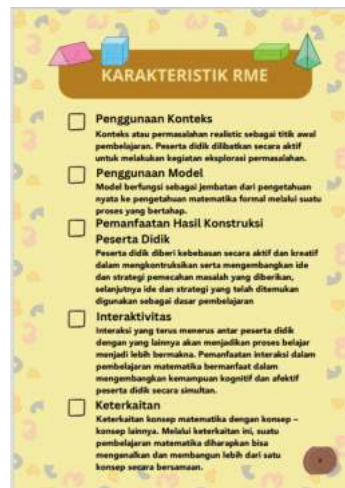 KARAKTERISTIK RME
Penggunaan Konteks
Konteks atau permasalahan realistic sebagai titik awal
pembelajaran. Peserta didik dilibatkan secara aktif
untuk melakukan kegiatan eksplorasi permasalahan.
Penggunaan Model
Model berfungsi sebagai jembatan dari pengetahuan
nyata ke pengetahuan matematika formal melalui suatu
proses yang bertahap.
Pemanfaatan Hasil Konstruksi
Peserta Didik
Peserta didik diberi kebebasan secara aktif dan kreatif
dalam mengkontruksikan serta mengembangkan ide
dan strategi pemecahan masalah yang diberikan,
selanjutnya ide dan strategi yang telah ditemukan
digunakan sebagai dasar pembelajaran
Interaktivitas
Interaksi yang terus menerus antar peserta didik
dengan yang lainnya akan menjadikan proses belajar
menjadi lebih bermakna. Pemanfaatan interaksi dalam
pembelajaran matematika bermanfaat dalam
mengembangkan kemampuan kognitif dan afektif
peserta didik secara simultan.
Keterkaitan
Keterkaitan konsep matematika dengan konsep –
konsep lainnya. Melalui keterkaitan ini, suatu
pembelajaran matematika diharapkan bisa
mengenalkan dan membangun lebih dari satu
konsep secara bersamaan.